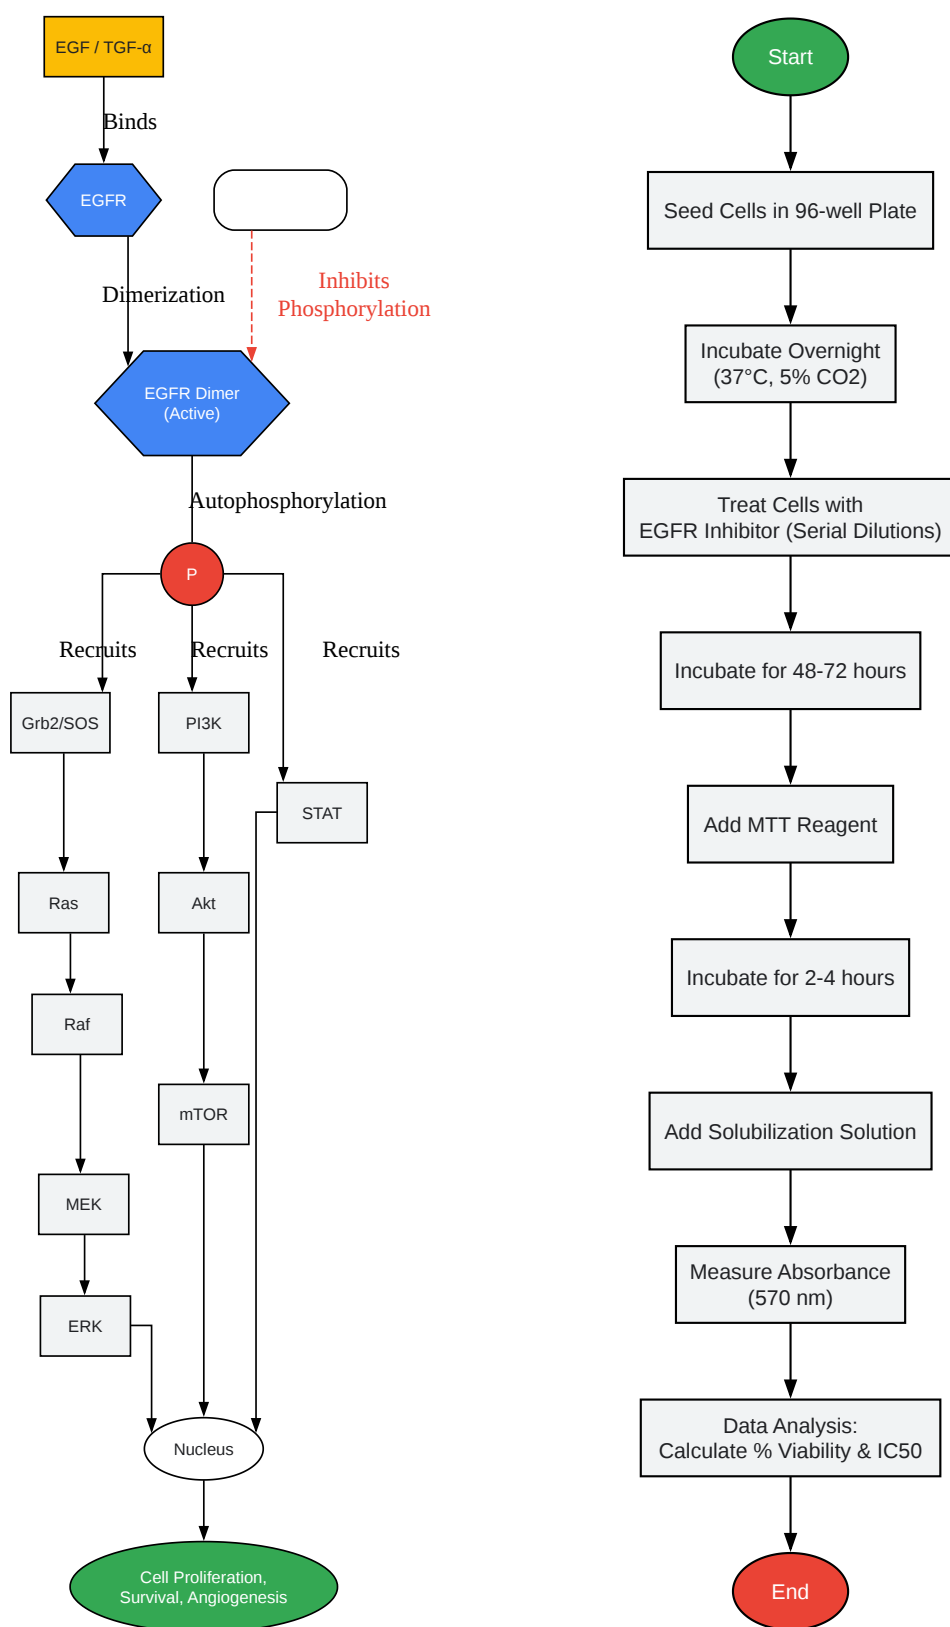 EGF / TGF-α
Binds
EGFR
Dimerization
Inhibits
Phosphorylation
EGFR Dimer
(Active)
Autophosphorylation
P
Recruits
Recruits
Recruits
Grb2/SOS
PI3K
STAT
Ras
Akt
Raf
mTOR
MEK
ERK
Nucleus
Cell Proliferation,
Survival, Angiogenesis
Start
Seed Cells in 96-well Plate
Incubate Overnight
(37°C, 5% CO2)
Treat Cells with
EGFR Inhibitor (Serial Dilutions)
Incubate for 48-72 hours
Add MTT Reagent
Incubate for 2-4 hours
Add Solubilization Solution
Measure Absorbance
(570 nm)
Data Analysis:
Calculate % Viability & IC50
End